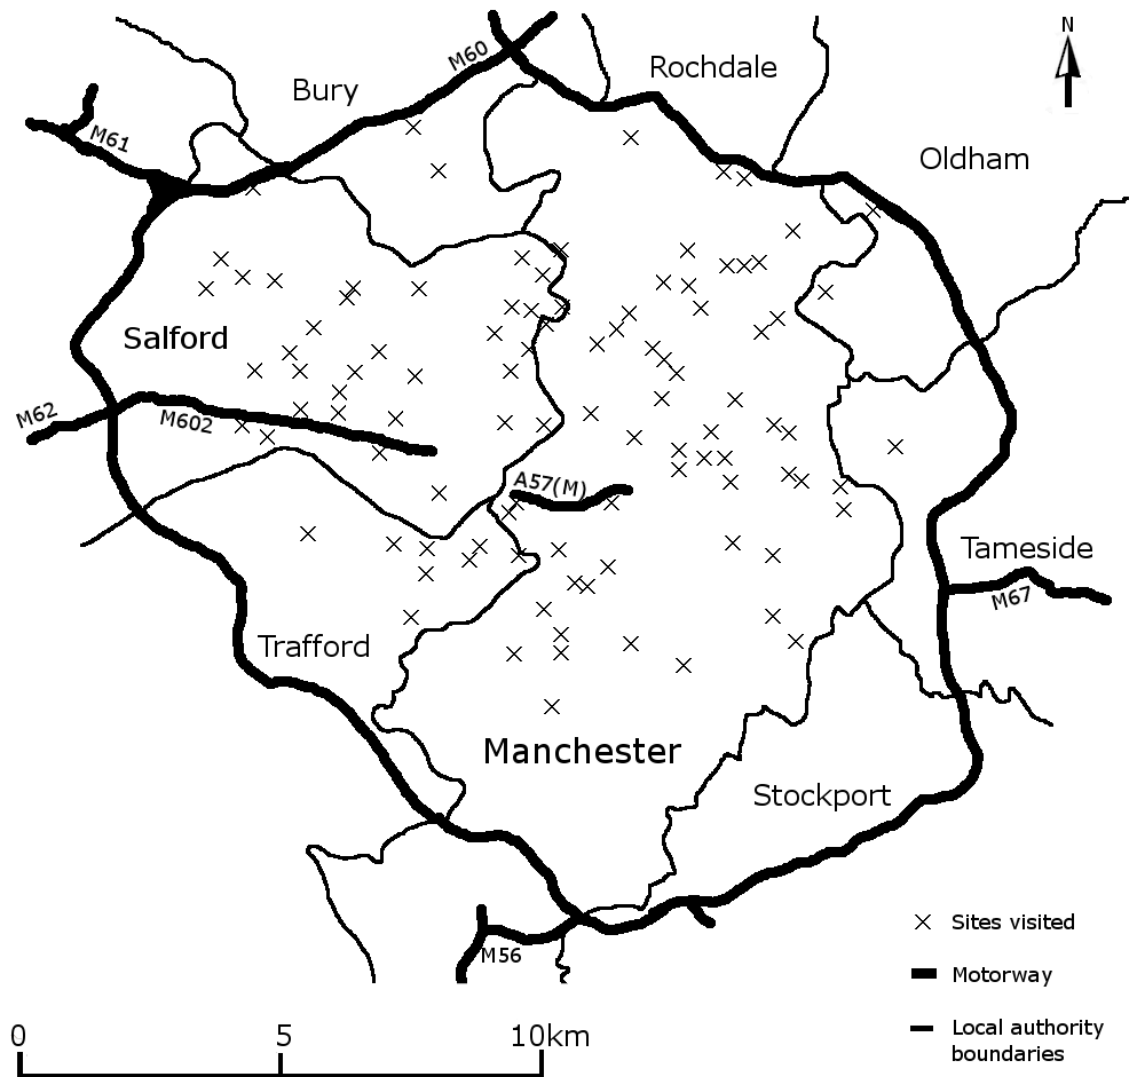 N
M60
Rochdale
Bury
M61
Oldham
Salford
M62
M602
A57(M)
Tameside
M67
Trafford
Manchester
Stockport
Sites visited
M56
Motorway
0 5 10km
Local authority
boundaries